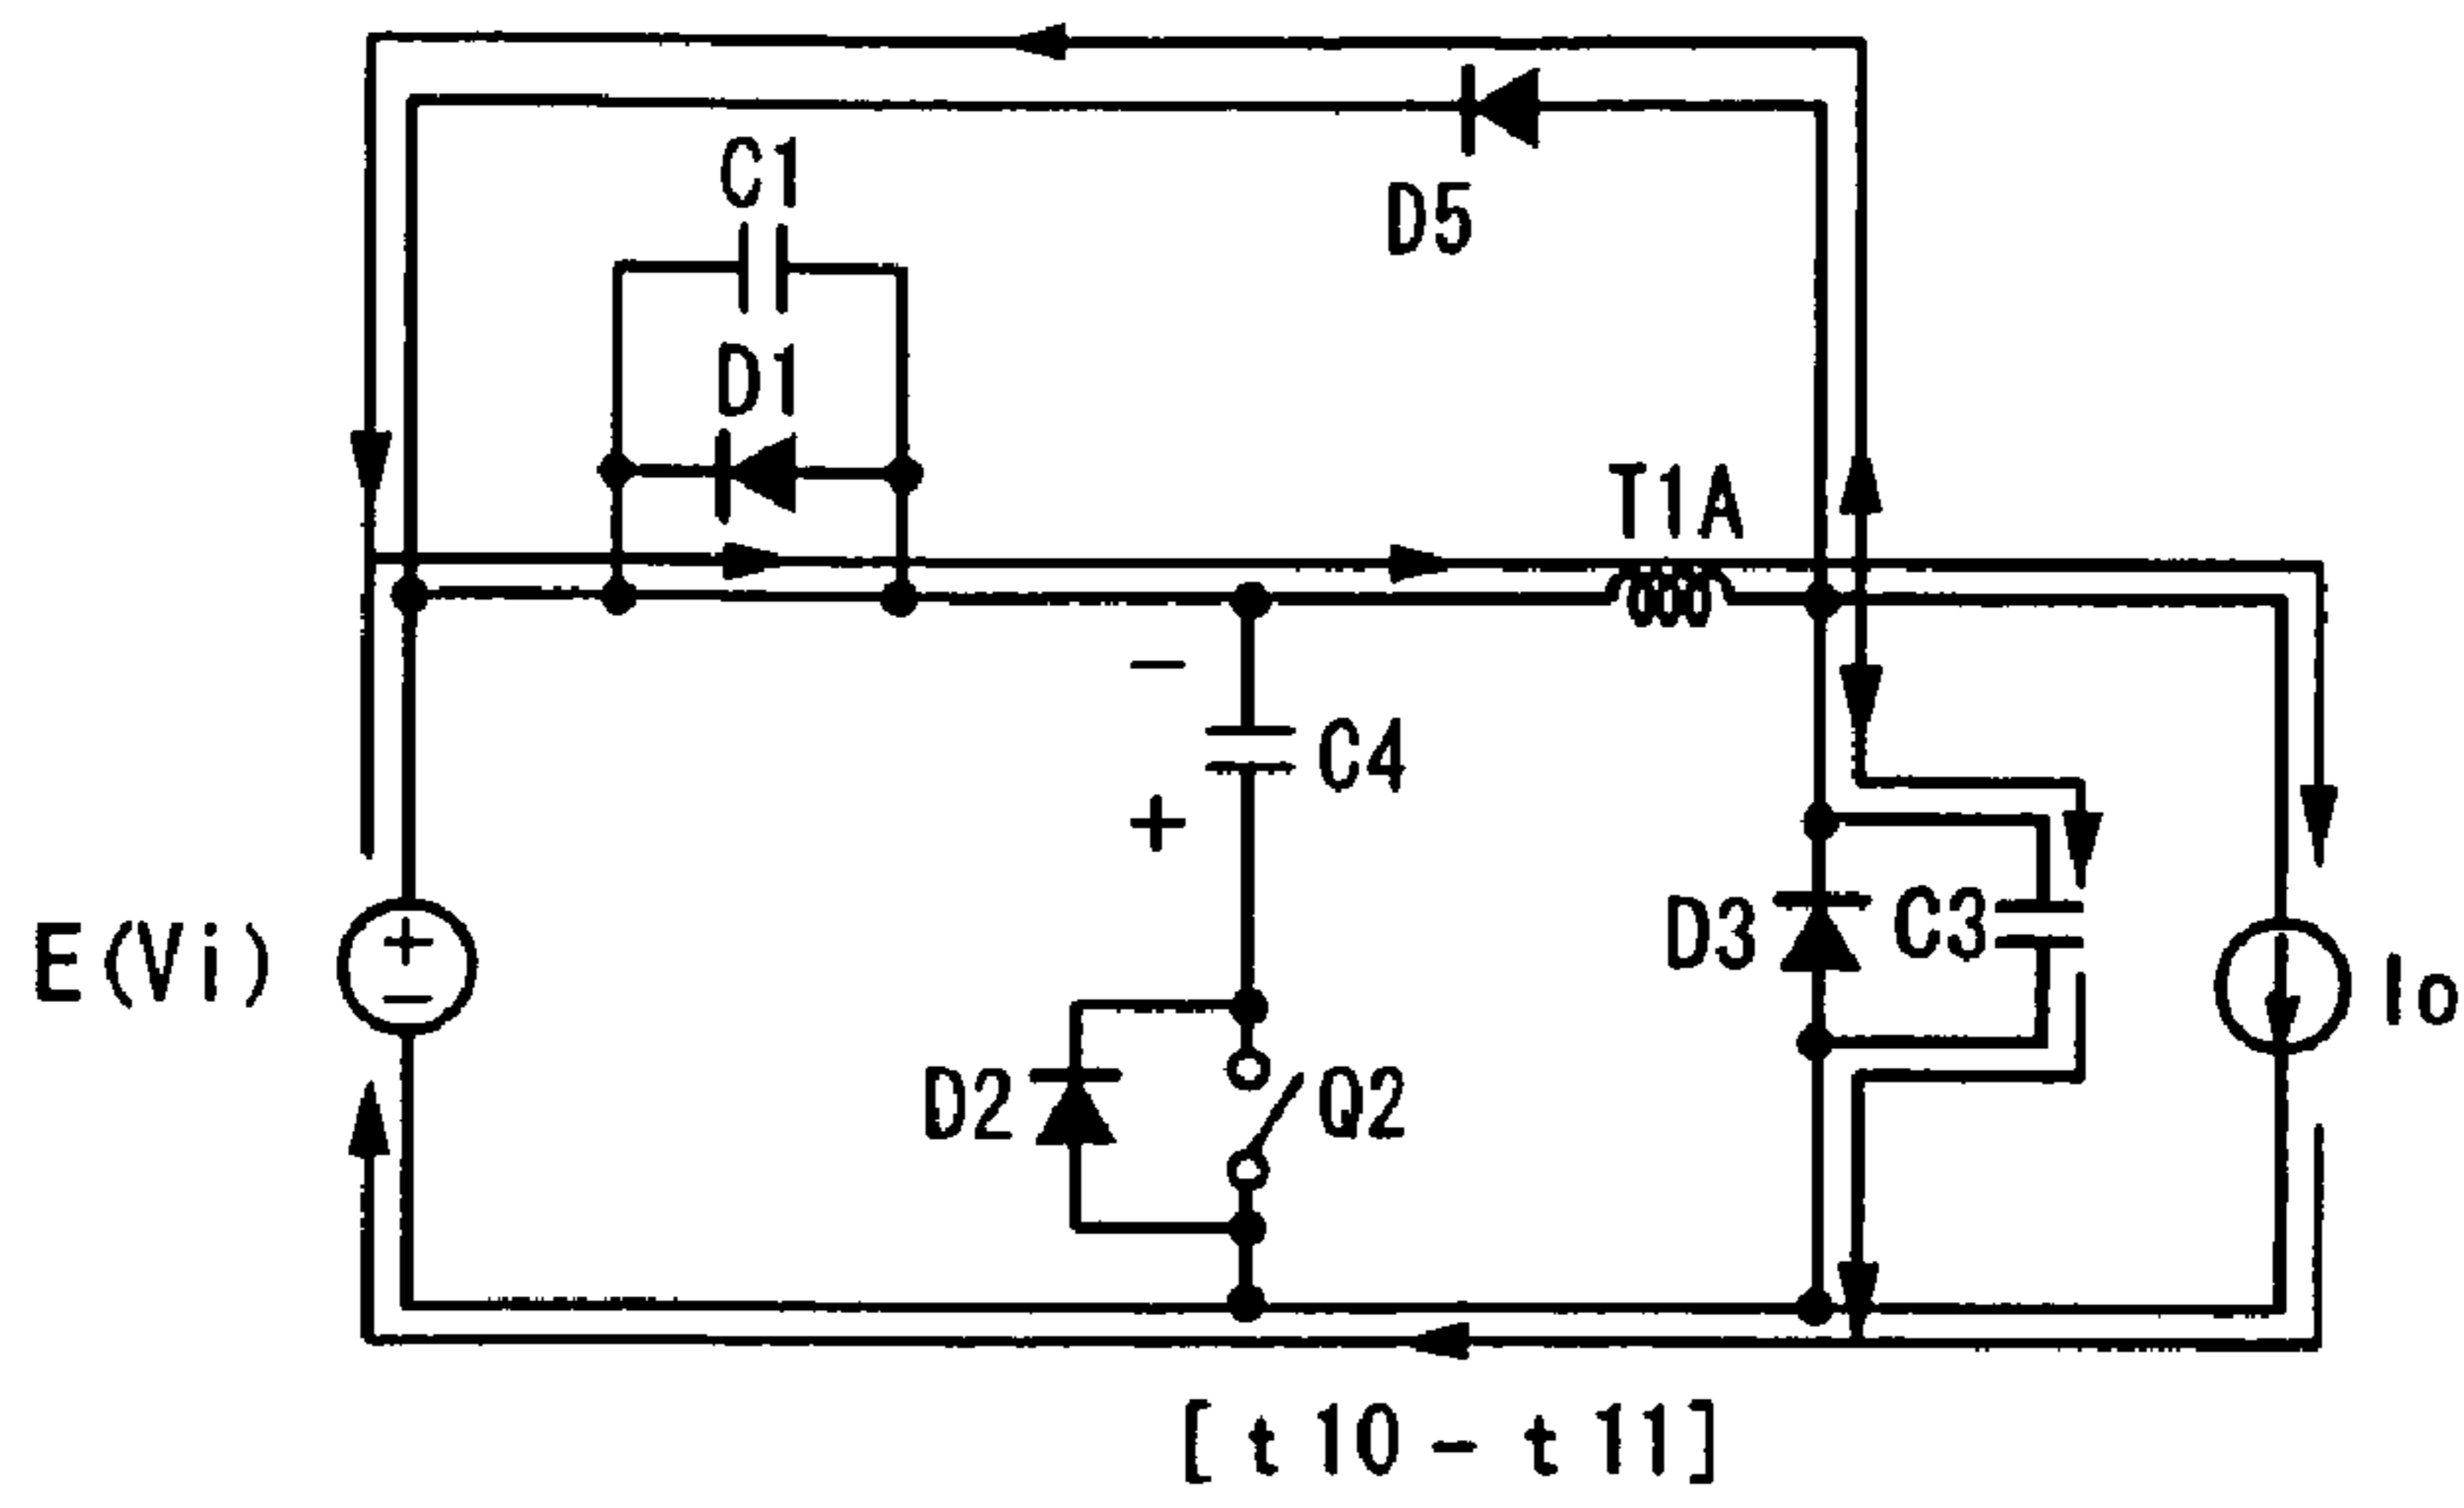 C1
D5
D1
T1A
−
C4
+
E(Vi)
+
−
D3
C3
Io
D2
Q2
[t10−t11]